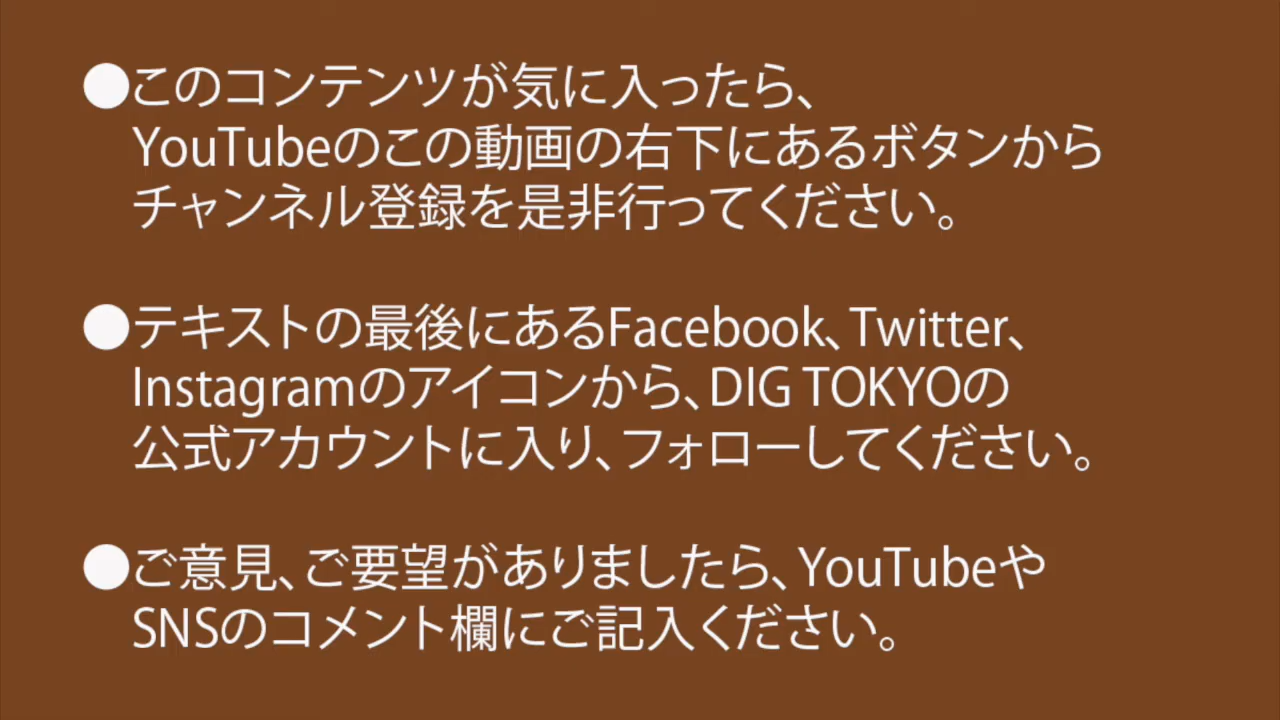 ●このコンテンツが気に入ったら、
YouTubeのこの動画の右下にあるボタンから
チャンネル登録を是非行ってください。
●テキストの最後にあるFacebook、Twitter、
Instagramのアイコンから、DIG TOKYOの
公式アカウントに入り、フォローしてください。
●ご意見、ご要望がありましたら、YouTubeや
SNSのコメント欄にご記入ください。